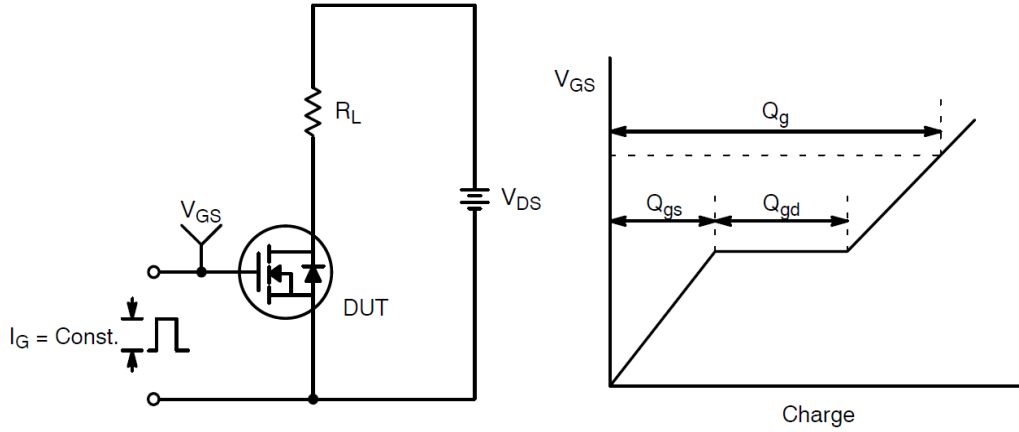 R_L
V_GS
V_DS
DUT
I_G = Const.
V_GS
Q_g
Q_gs
Q_gd
Charge